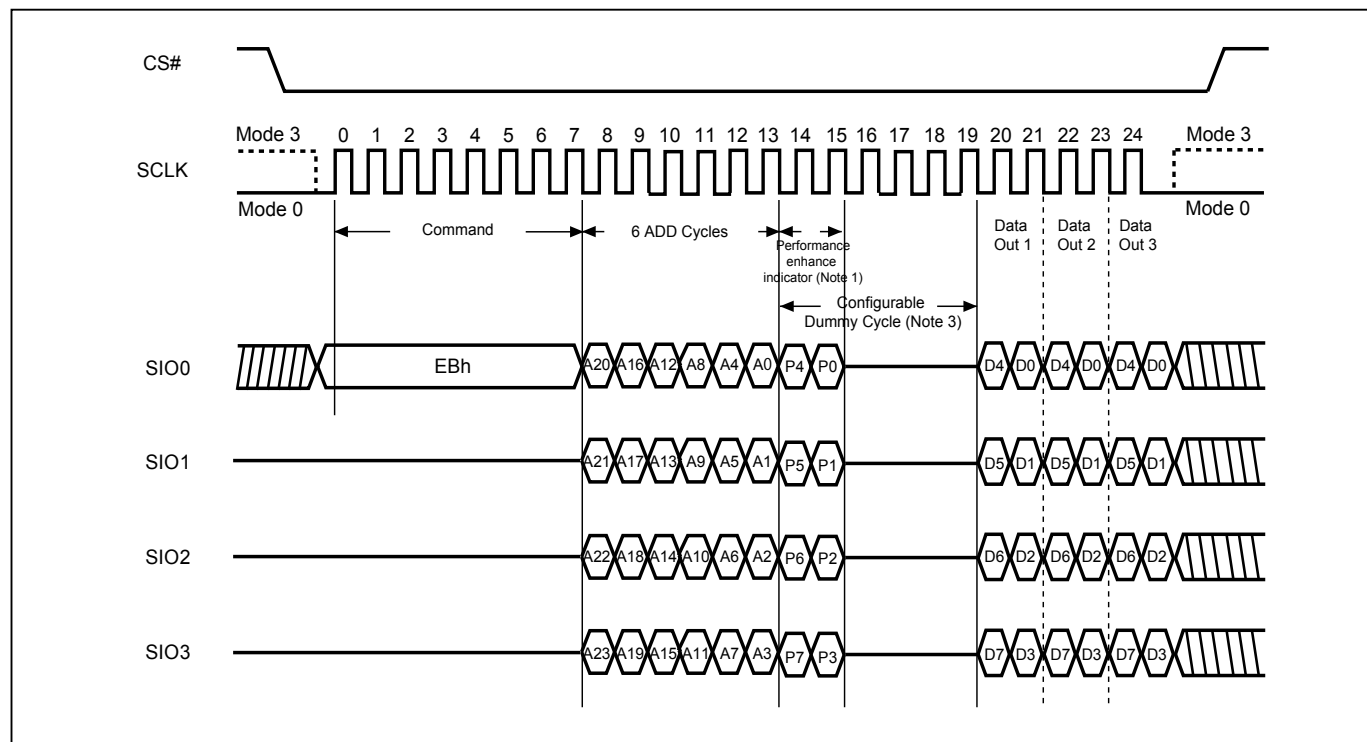 CS#
Mode 3
0 1 2 3 4 5 6 7 8 9 10 11 12 13 14 15 16 17 18 19 20 21 22 23 24
Mode 3
SCLK
Mode 0
Mode 0
Command
6 ADD Cycles
Performance
enhance
indicator (Note 1)
Data
Out 1
Data
Out 2
Data
Out 3
Configurable
Dummy Cycle (Note 3)
SIO0
EBh
A20 A16 A12 A8 A4 A0 P4 P0 D4 D0 D4 D0 D4 D0
SIO1
A21 A17 A13 A9 A5 A1 P5 P1 D5 D1 D5 D1 D5 D1
SIO2
A22 A18 A14 A10 A6 A2 P6 P2 D6 D2 D6 D2 D6 D2
SIO3
A23 A19 A15 A11 A7 A3 P7 P3 D7 D3 D7 D3 D7 D3